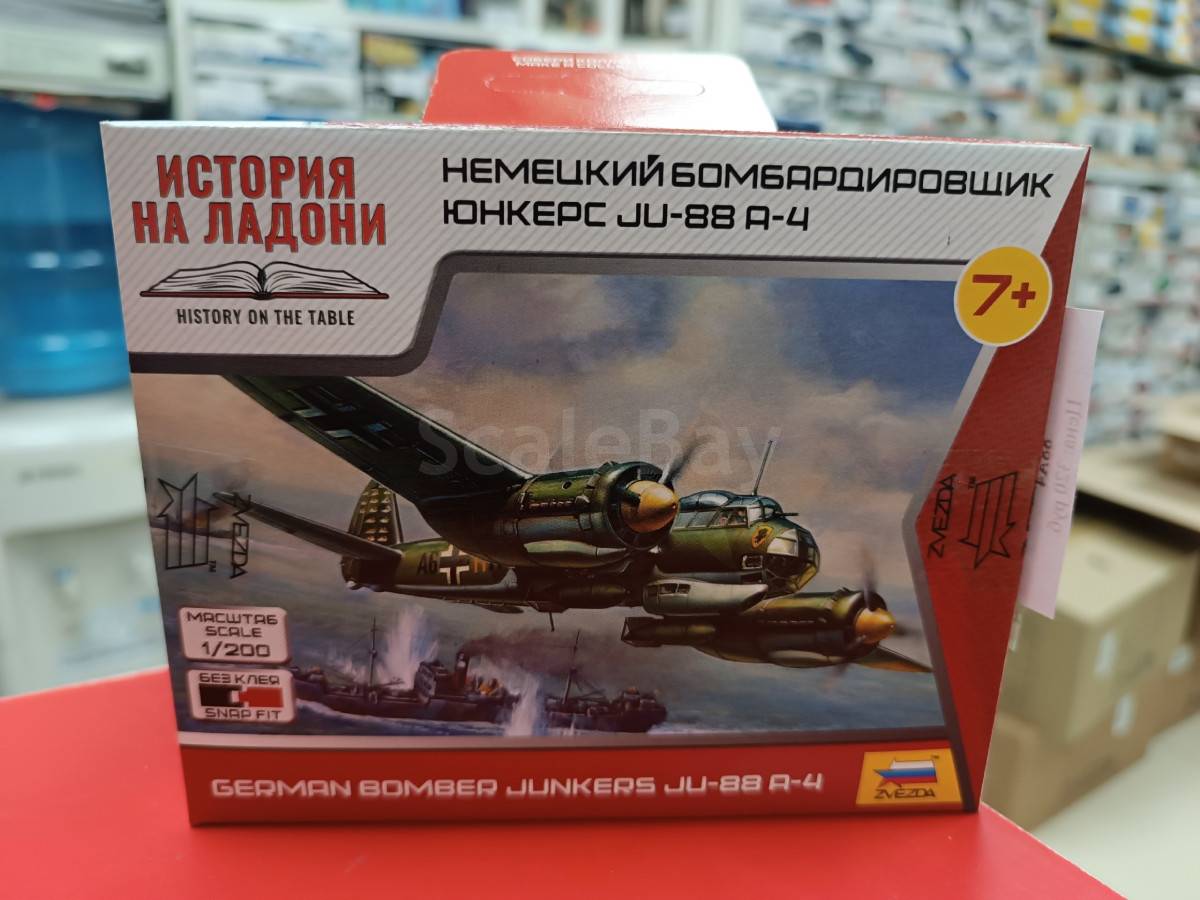 ИСТОРИЯ
НА ЛАДОНИ
HISTORY ON THE TABLE
НЕМЕЦКИЙ БОМБАРДИРОВЩИК
ЮНКЕРС JU-88 A-4
7+
ScaleBay
A6
ZVEZDA
ZVEZDA
МАСШТАБ
SCALE
1/200
БЕЗ КЛЕЯ
SNAP FIT
GERMAN BOMBER JUNKERS JU-88 A-4
ZVEZDA